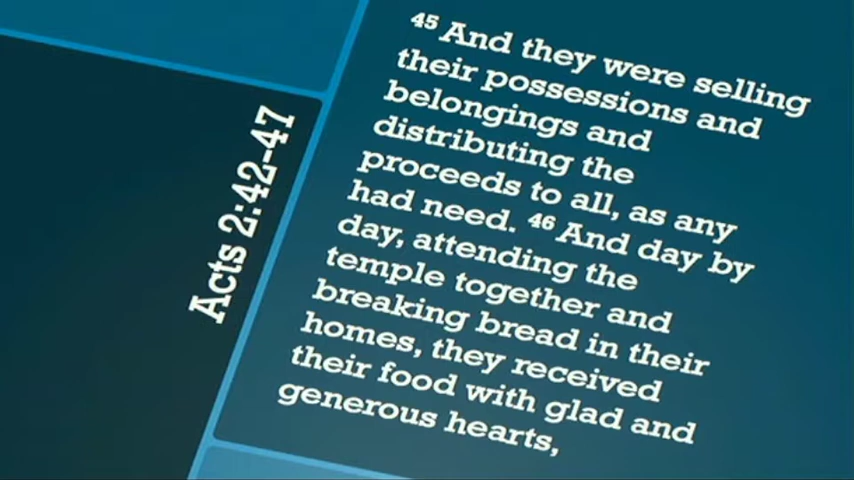 Acts 2:42-47
45 And they were selling
their possessions and
belongings and
distributing the
proceeds to all, as any
had need. 46 And day by
day, attending the
temple together and
breaking bread in their
homes, they received
their food with glad and
generous hearts,